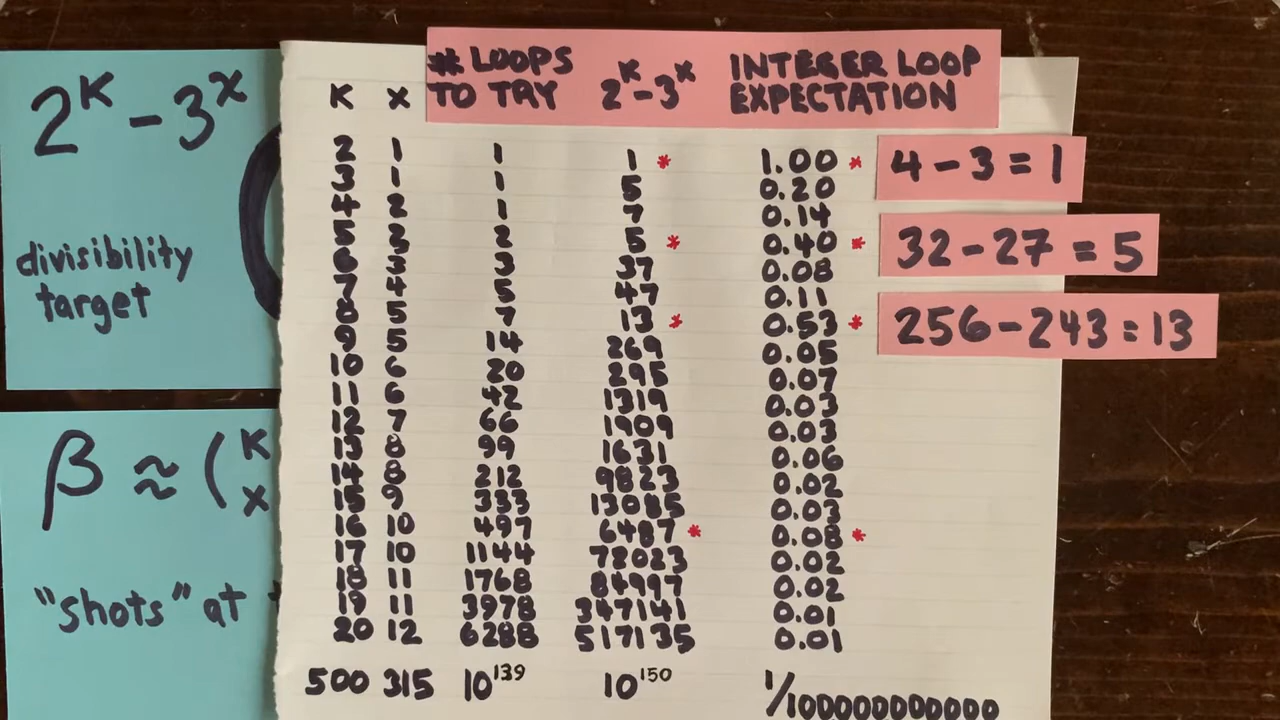 2^K - 3^x
divisibility
target
β ≈ (K
x
"shots" at
# LOOPS TO TRY 2^K-3^x INTEGER LOOP EXPECTATION
K X
2 1 1 1 * 1.00 *
3 1 1 5 0.20
4 2 1 7 0.14
5 3 2 5 * 0.40 *
6 3 3 37 0.08
7 4 5 47 0.11
8 5 7 13 * 0.53 *
9 5 14 269 0.05
10 6 20 295 0.07
11 6 42 1319 0.03
12 7 66 1909 0.03
13 8 99 1631 0.06
14 8 212 9823 0.02
15 9 333 13085 0.03
16 10 497 6487 * 0.08 *
17 10 1144 72023 0.02
18 11 1768 84997 0.02
19 11 3978 347141 0.01
20 12 6288 517135 0.01
500 315 10^139 10^150 1/100000000000
4 - 3 = 1
32 - 27 = 5
256 - 243 = 13